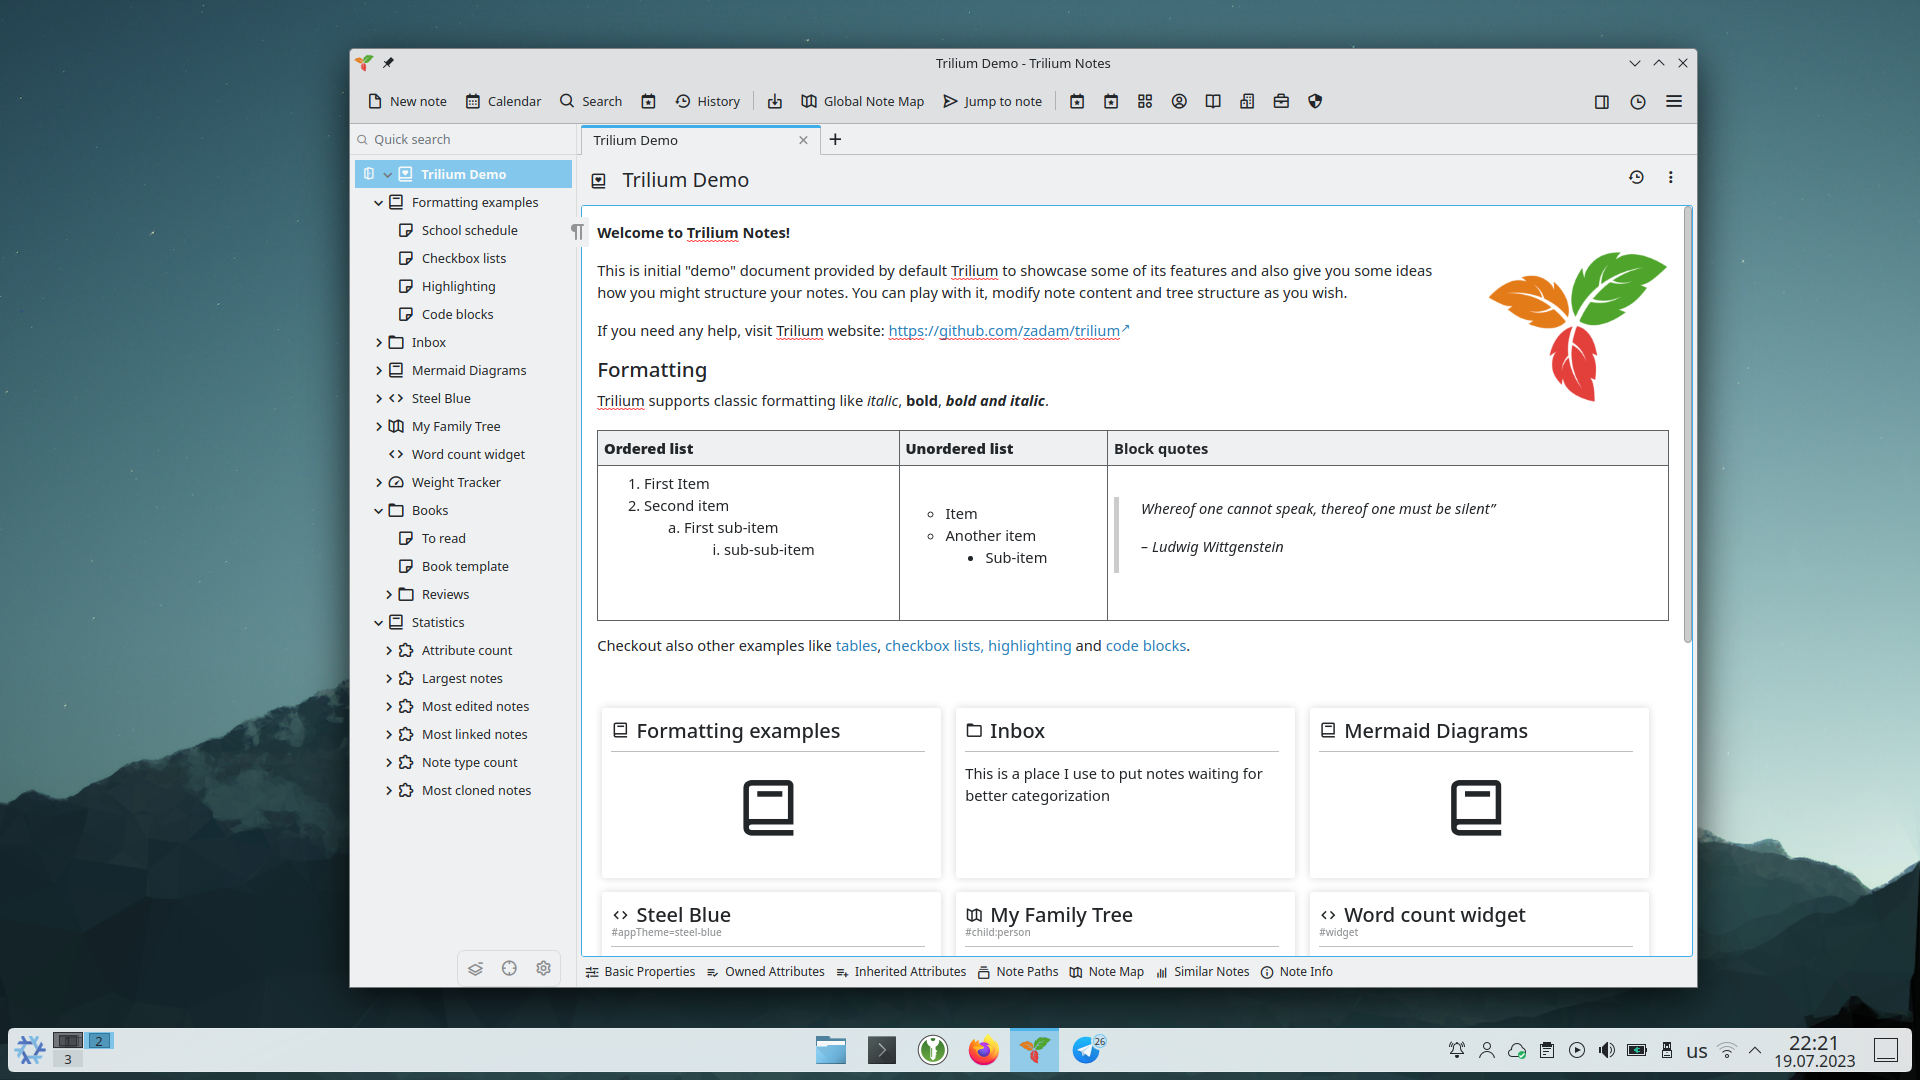 Trilium Demo - Trilium Notes
New note
Calendar
Search
History
Global Note Map
Jump to note
Quick search
Trilium Demo
Trilium Demo
Formatting examples
School schedule
Checkbox lists
Highlighting
Code blocks
Inbox
Mermaid Diagrams
Steel Blue
My Family Tree
Word count widget
Weight Tracker
Books
To read
Book template
Reviews
Statistics
Attribute count
Largest notes
Most edited notes
Most linked notes
Note type count
Most cloned notes
Trilium Demo
Welcome to Trilium Notes!
This is initial "demo" document provided by default Trilium to showcase some of its features and also give you some ideas
how you might structure your notes. You can play with it, modify note content and tree structure as you wish.
If you need any help, visit Trilium website: https://github.com/zadam/trilium
Formatting
Trilium supports classic formatting like italic, bold, bold and italic.
Ordered list
Unordered list
Block quotes
1. First Item
2. Second item
a. First sub-item
i. sub-sub-item
Item
Another item
Sub-item
Whereof one cannot speak, thereof one must be silent”
– Ludwig Wittgenstein
Checkout also other examples like tables, checkbox lists, highlighting and code blocks.
Formatting examples
Inbox
This is a place I use to put notes waiting for
better categorization
Mermaid Diagrams
Steel Blue
#appTheme=steel-blue
My Family Tree
#child:person
Word count widget
#widget
Basic Properties
Owned Attributes
Inherited Attributes
Note Paths
Note Map
Similar Notes
Note Info
2
3
26
us
22:21
19.07.2023